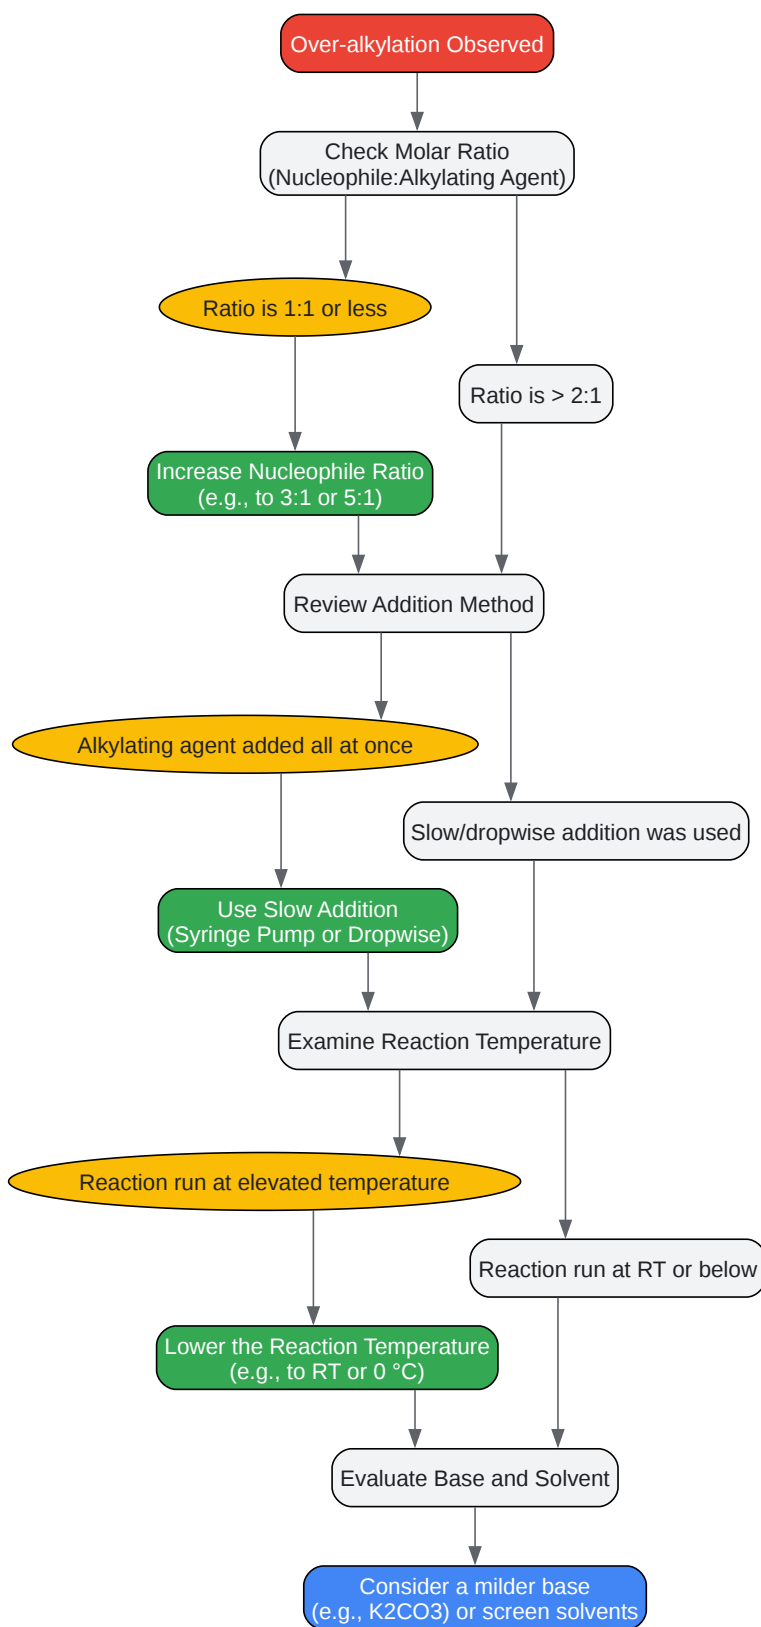 Over-alkylation Observed
Check Molar Ratio
(Nucleophile:Alkylating Agent)
Ratio is 1:1 or less
Ratio is > 2:1
Increase Nucleophile Ratio
(e.g., to 3:1 or 5:1)
Review Addition Method
Alkylating agent added all at once
Slow/dropwise addition was used
Use Slow Addition
(Syringe Pump or Dropwise)
Examine Reaction Temperature
Reaction run at elevated temperature
Reaction run at RT or below
Lower the Reaction Temperature
(e.g., to RT or 0 °C)
Evaluate Base and Solvent
Consider a milder base
(e.g., K2CO3) or screen solvents